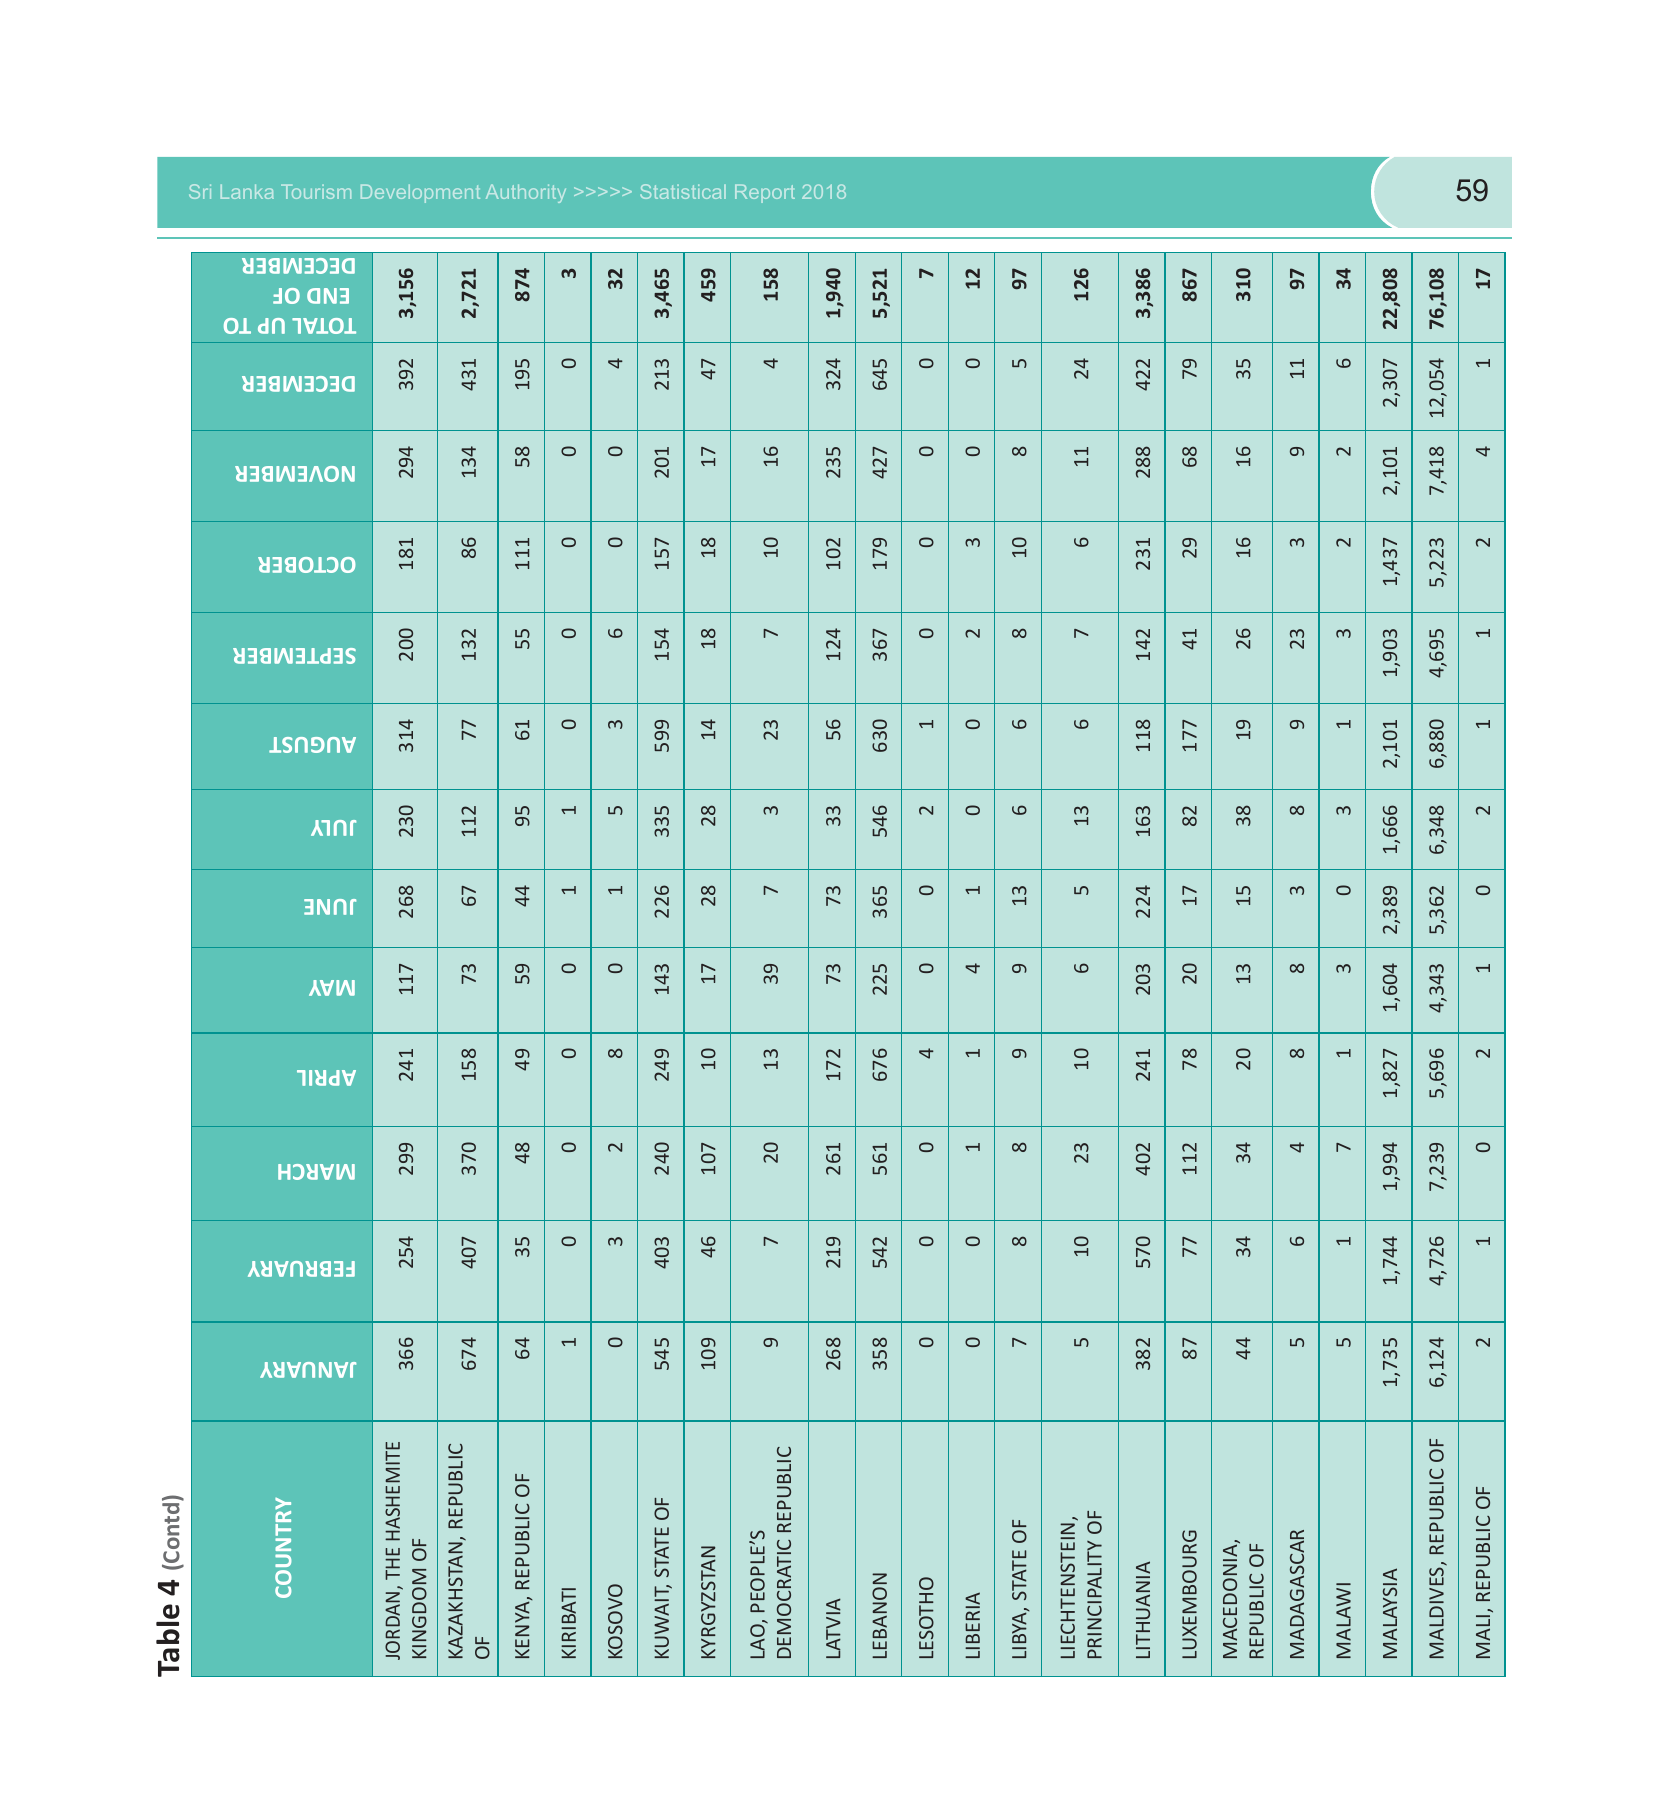 Sri Lanka Tourism Development Authority >>>>> Statistical Report 2018
59
Table 4 (Contd)
COUNTRY JANUARY FEBRUARY MARCH APRIL MAY JUNE JULY AUGUST SEPTEMBER OCTOBER NOVEMBER DECEMBER TOTAL UP TO END OF DECEMBER
JORDAN, THE HASHEMITE KINGDOM OF 366 254 299 241 117 268 230 314 200 181 294 392 3,156
KAZAKHSTAN, REPUBLIC OF 674 407 370 158 73 67 112 77 132 86 134 431 2,721
KENYA, REPUBLIC OF 64 35 48 49 59 44 95 61 55 111 58 195 874
KIRIBATI 1 0 0 0 0 1 1 0 0 0 0 0 3
KOSOVO 0 3 2 8 0 1 5 3 6 0 0 4 32
KUWAIT, STATE OF 545 403 240 249 143 226 335 599 154 157 201 213 3,465
KYRGYZSTAN 109 46 107 10 17 28 28 14 18 18 17 47 459
LAO, PEOPLE’S DEMOCRATIC REPUBLIC 9 7 20 13 39 7 3 23 7 10 16 4 158
LATVIA 268 219 261 172 73 73 33 56 124 102 235 324 1,940
LEBANON 358 542 561 676 225 365 546 630 367 179 427 645 5,521
LESOTHO 0 0 0 4 0 0 2 1 0 0 0 0 7
LIBERIA 0 0 1 1 4 1 0 0 2 3 0 0 12
LIBYA, STATE OF 7 8 8 9 9 13 6 6 8 10 8 5 97
LIECHTENSTEIN, PRINCIPALITY OF 5 10 23 10 6 5 13 6 7 6 11 24 126
LITHUANIA 382 570 402 241 203 224 163 118 142 231 288 422 3,386
LUXEMBOURG 87 77 112 78 20 17 82 177 41 29 68 79 867
MACEDONIA, REPUBLIC OF 44 34 34 20 13 15 38 19 26 16 16 35 310
MADAGASCAR 5 6 4 8 8 3 8 9 23 3 9 11 97
MALAWI 5 1 7 1 3 0 3 1 3 2 2 6 34
MALAYSIA 1,735 1,744 1,994 1,827 1,604 2,389 1,666 2,101 1,903 1,437 2,101 2,307 22,808
MALDIVES, REPUBLIC OF 6,124 4,726 7,239 5,696 4,343 5,362 6,348 6,880 4,695 5,223 7,418 12,054 76,108
MALI, REPUBLIC OF 2 1 0 2 1 0 2 1 1 2 4 1 17